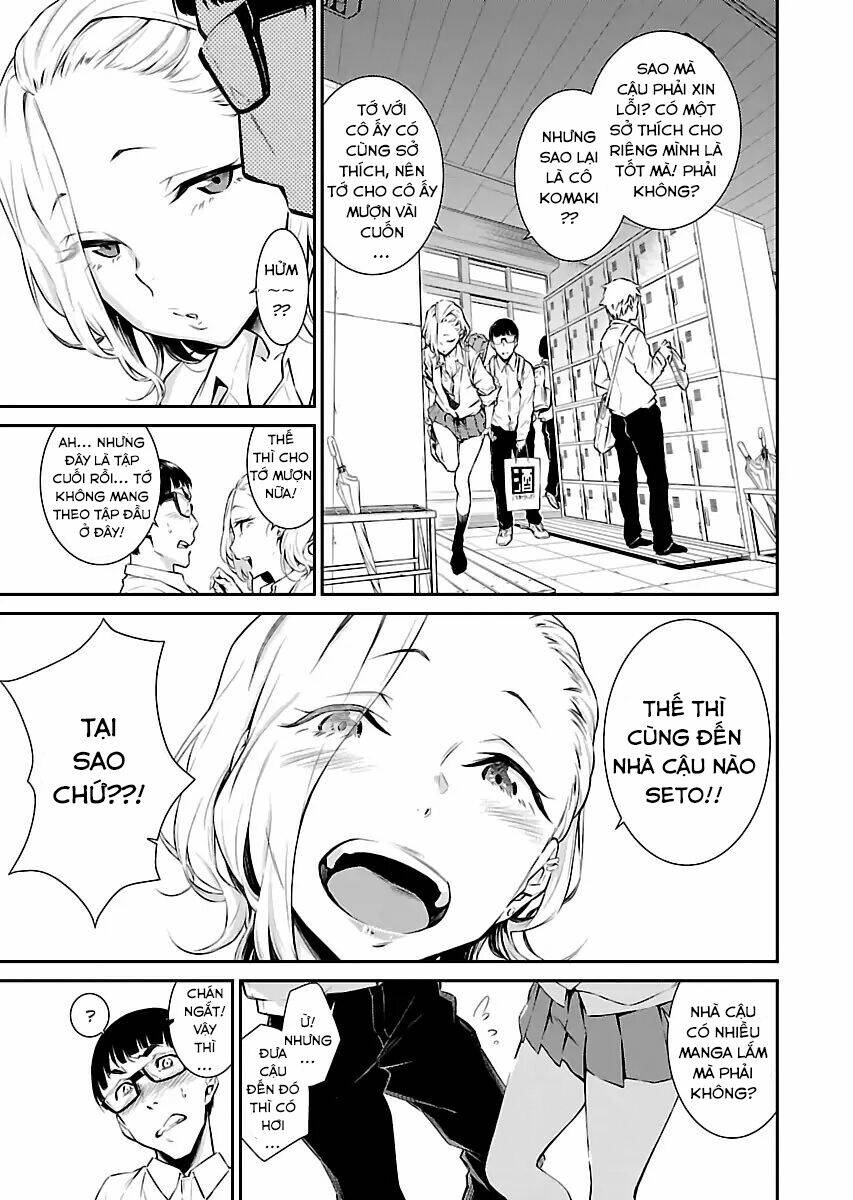 SAO MÀ
CẬU PHẢI XIN
LỖI? CÓ MỘT
SỞ THÍCH CHO
RIÊNG MÌNH LÀ
TỐT MÀ! PHẢI
KHÔNG?
NHƯNG
SAO LẠI
LÀ CÔ
KOMAKI
??
TỚ VỚI
CÔ ẤY CÓ
CÙNG SỞ
THÍCH, NÊN
TỚ CHO CÔ ẤY
MƯỢN VÀI
CUỐN
...
酒
HỬM
~~
??
THẾ
THÌ CHO
TỚ MƯỢN
NỮA!
AH... NHƯNG
ĐÂY LÀ TẬP
CUỐI RỒI... TỚ
KHÔNG MANG
THEO TẬP ĐẦU
Ở ĐÂY!
THẾ THÌ
CÙNG ĐẾN
NHÀ CẬU NÀO
SETO!!
TẠI
SAO
CHỨ??!
NHÀ CẬU
CÓ NHIỀU
MANGA LẮM
MÀ PHẢI
KHÔNG?
Ừ!
NHƯNG
...
ĐƯA
CẬU
ĐẾN ĐÓ
THÌ CÓ
HƠI
...
CHÁN
NGẮT!
VẬY
THÌ
...
?